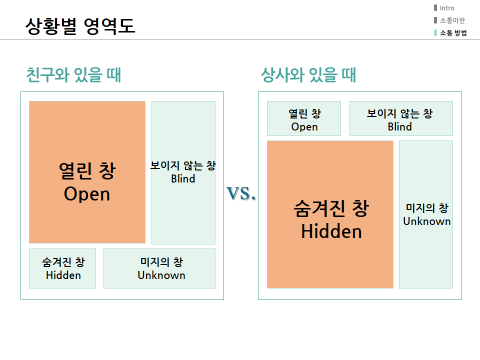 상황별 영역도
Intro
소통이란
소통 방법
친구와 있을 때
열린 창
Open
보이지 않는 창
Blind
숨겨진 창
Hidden
미지의 창
Unknown
VS.
상사와 있을 때
열린 창
Open
보이지 않는 창
Blind
숨겨진 창
Hidden
미지의 창
Unknown